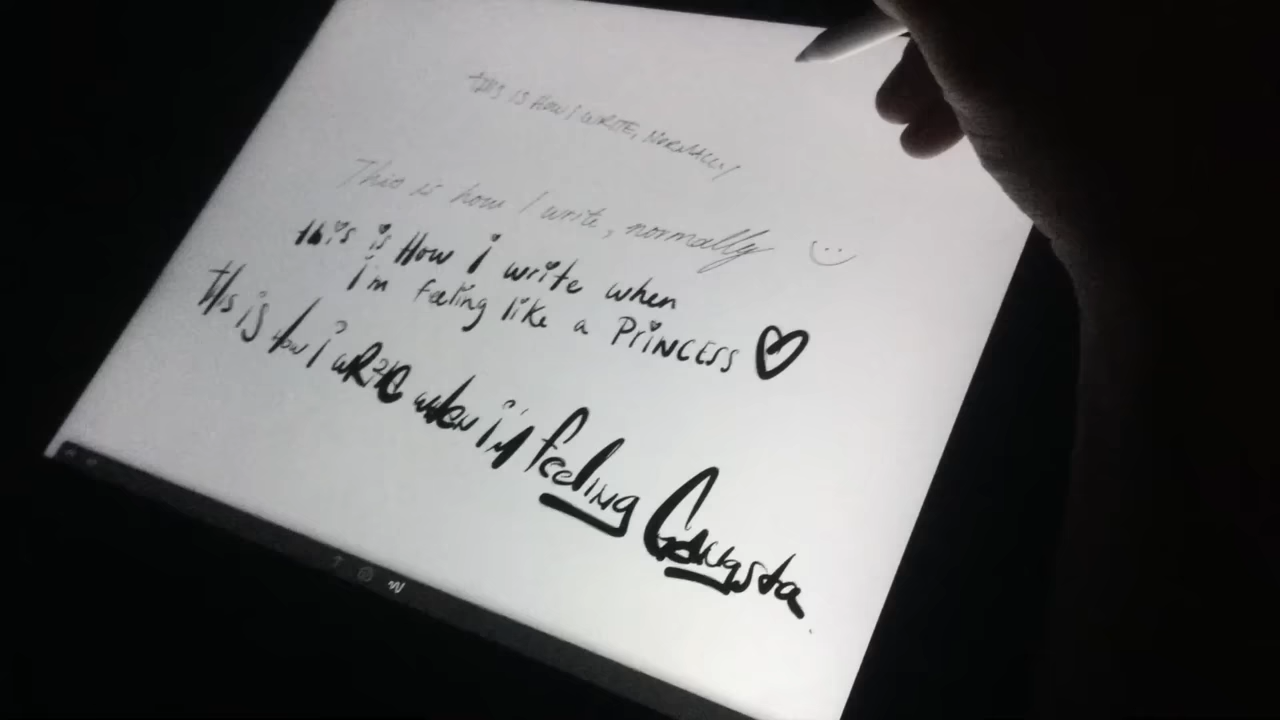 THIS IS HOW I WRITE, NORMALLY
This is how I write, normally
this is How i write when
i'm feeling like a PRiNCESS
this is how i wRitE when i'm feeling Gangsta